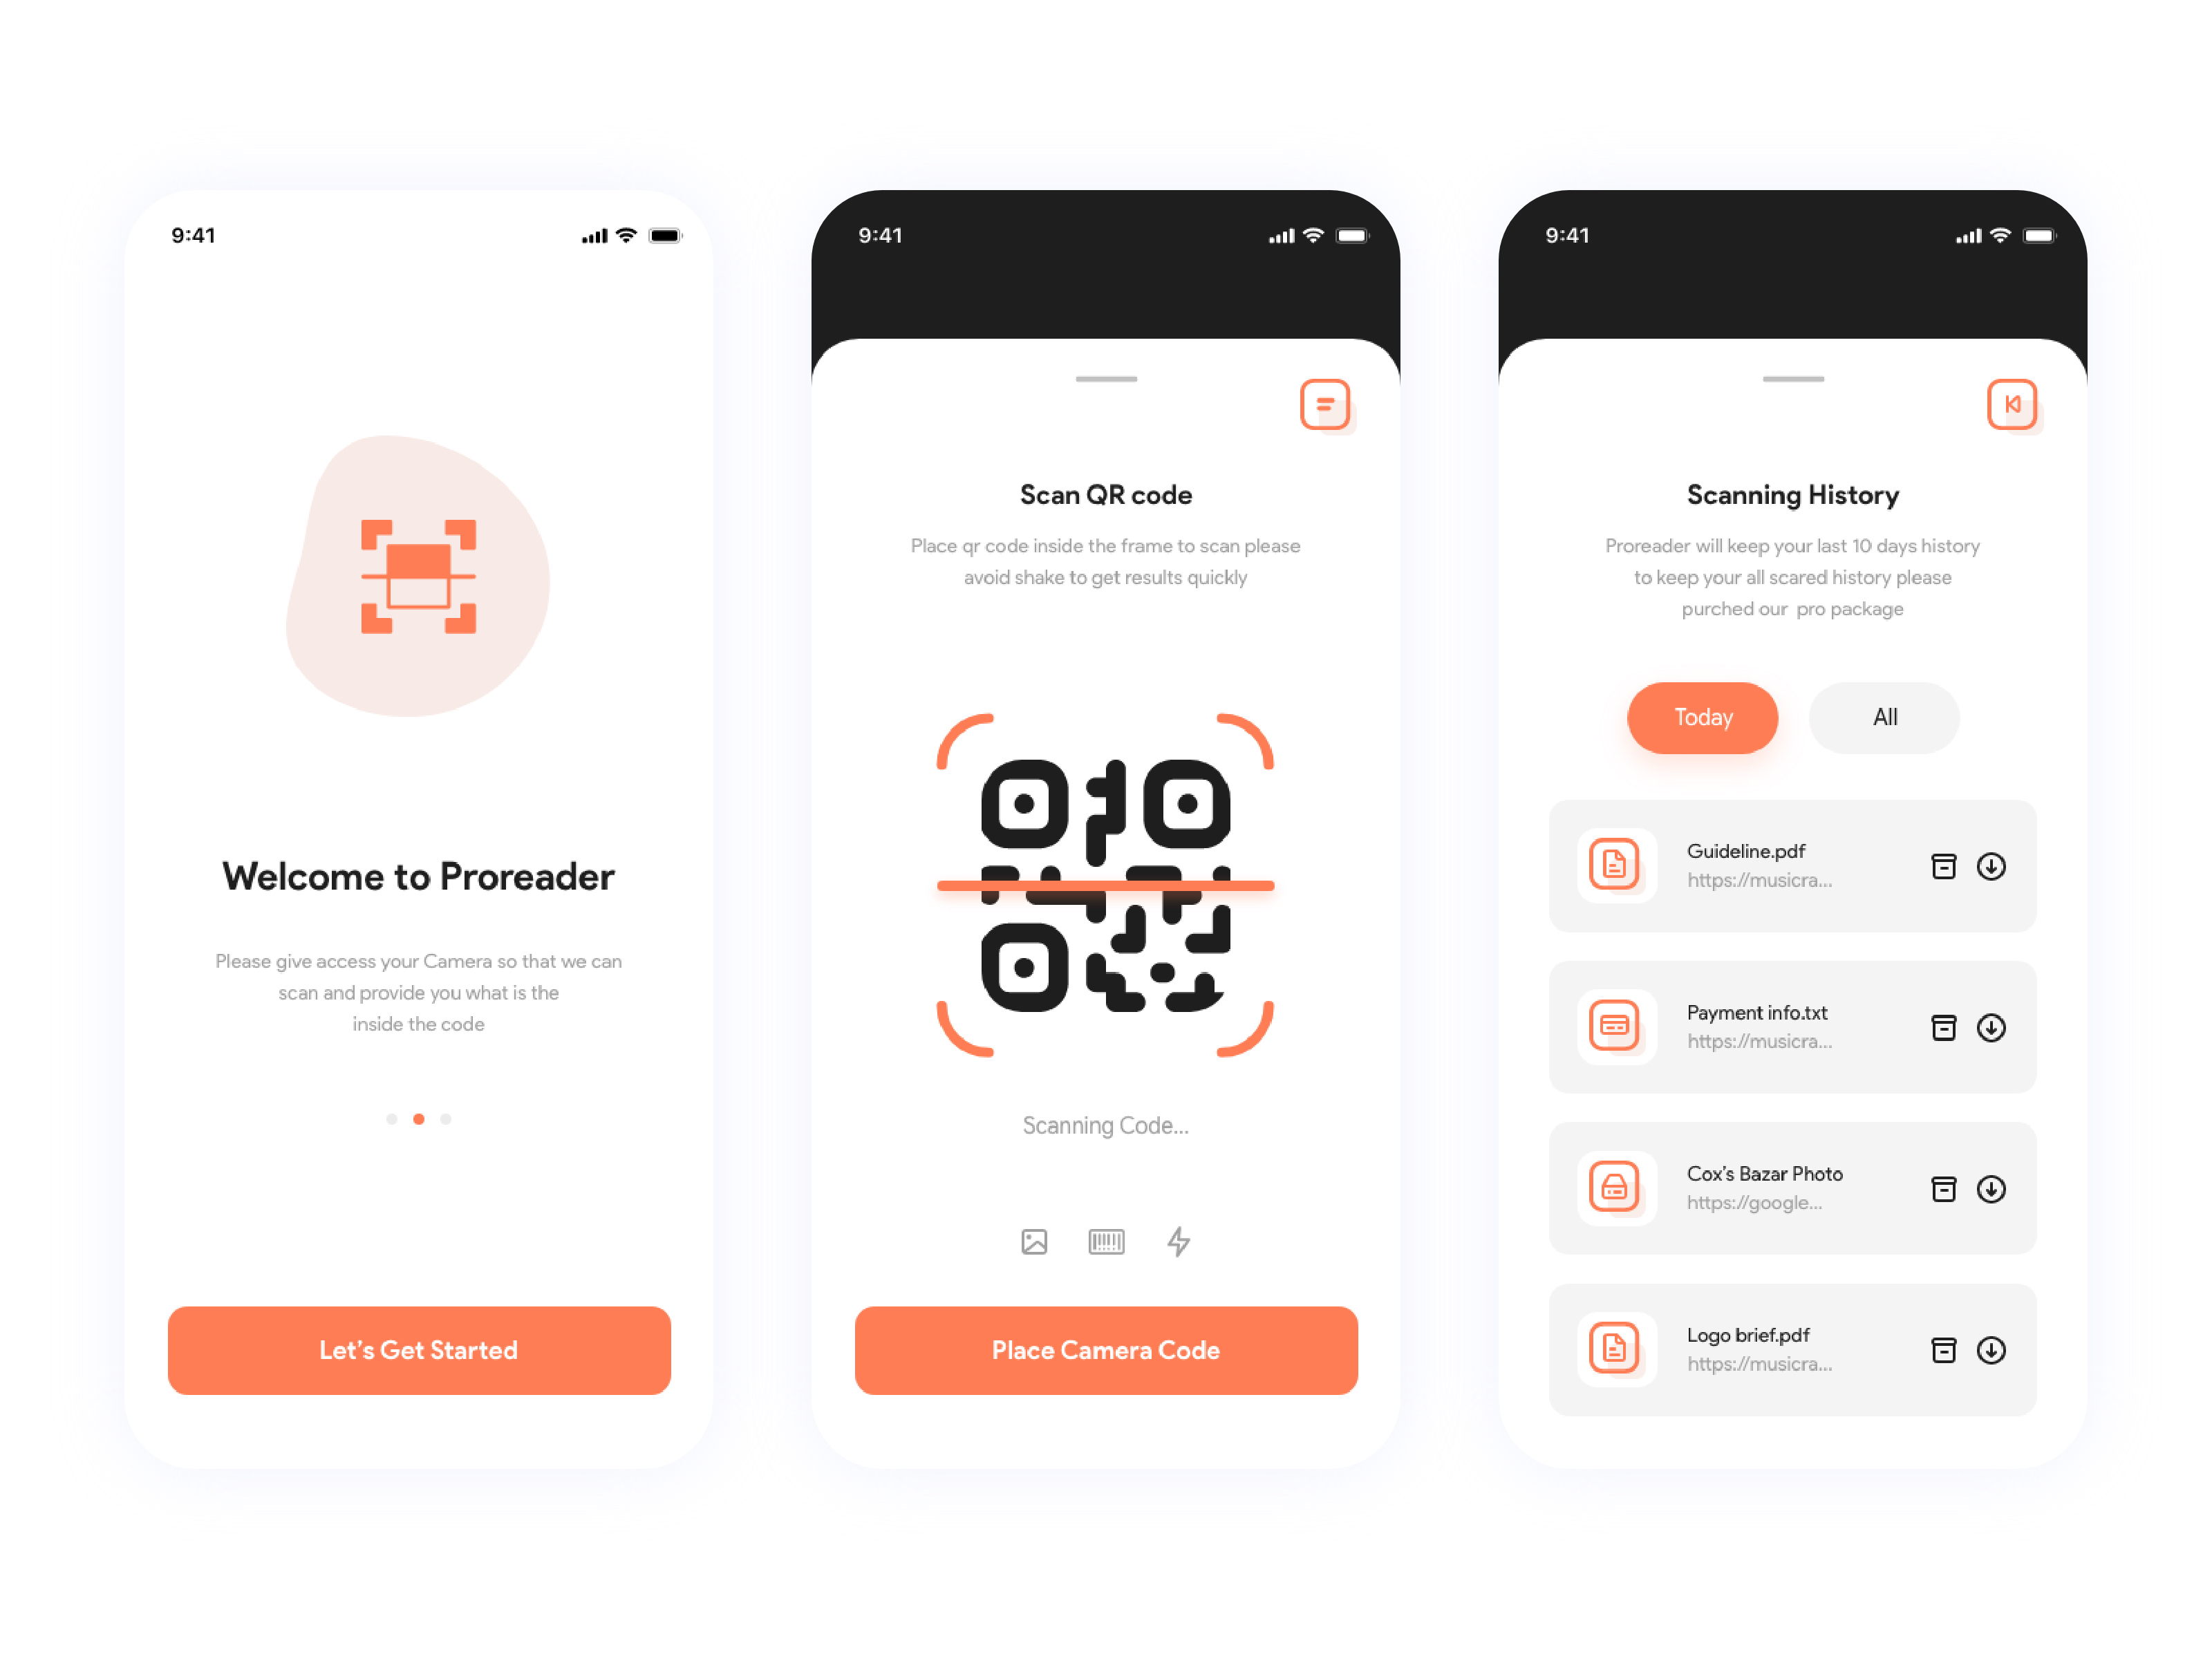 9:41
Welcome to Proreader
Please give access your Camera so that we can
scan and provide you what is the
inside the code
Let's Get Started
9:41
Scan QR code
Place qr code inside the frame to scan please
avoid shake to get results quickly
Scanning Code...
Place Camera Code
9:41
Scanning History
Proreader will keep your last 10 days history
to keep your all scared history please
purched our pro package
Today
All
Guideline.pdf
https://musicra...
Payment info.txt
https://musicra...
Cox's Bazar Photo
https://google...
Logo brief.pdf
https://musicra...